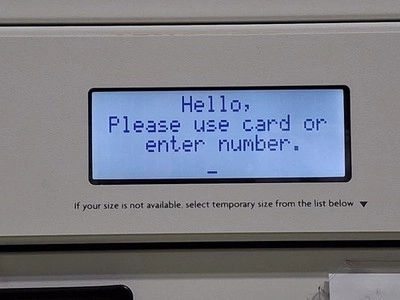 Hello,
Please use card or
enter number.
_
If your size is not available, select temporary size from the list below ▼